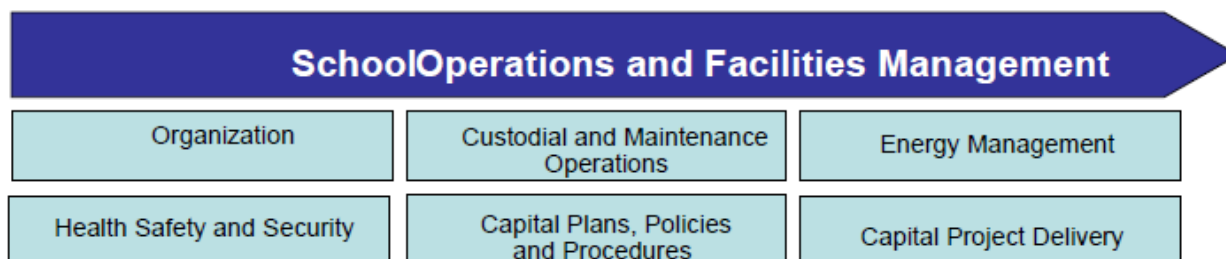 SchoolOperations and Facilities Management
Organization
Custodial and Maintenance
Operations
Energy Management
Health Safety and Security
Capital Plans, Policies
and Procedures
Capital Project Delivery